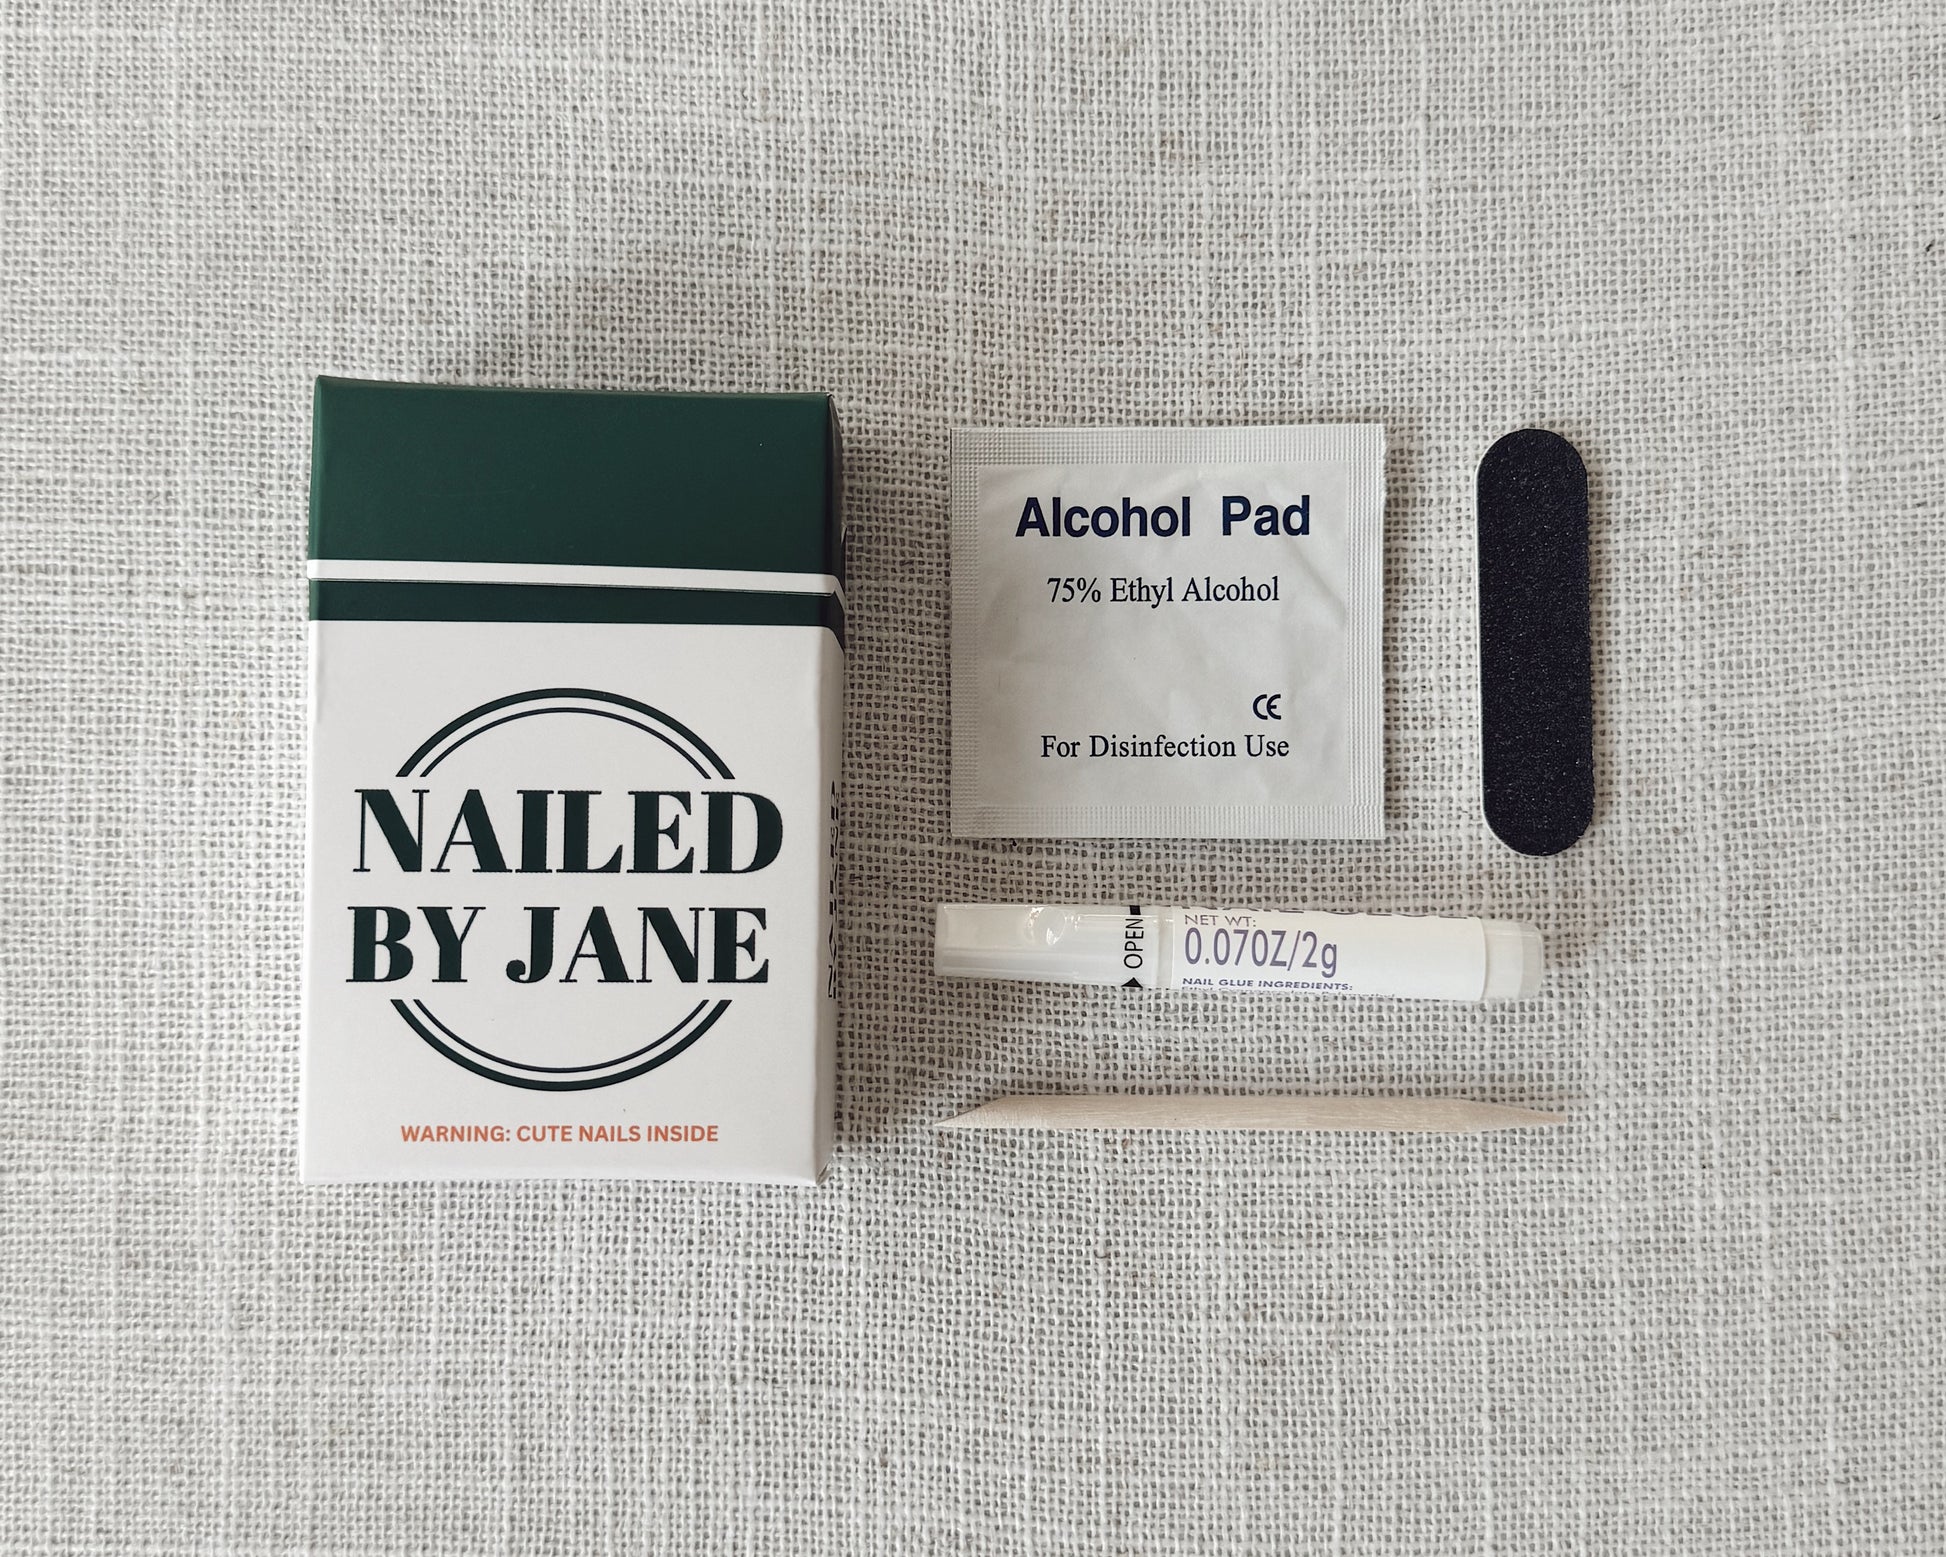 NAILED
BY JANE
WARNING: CUTE NAILS INSIDE
Alcohol Pad
75% Ethyl Alcohol
CE
For Disinfection Use
OPEN
NET WT:
0.07OZ/2g
NAIL GLUE INGREDIENTS: